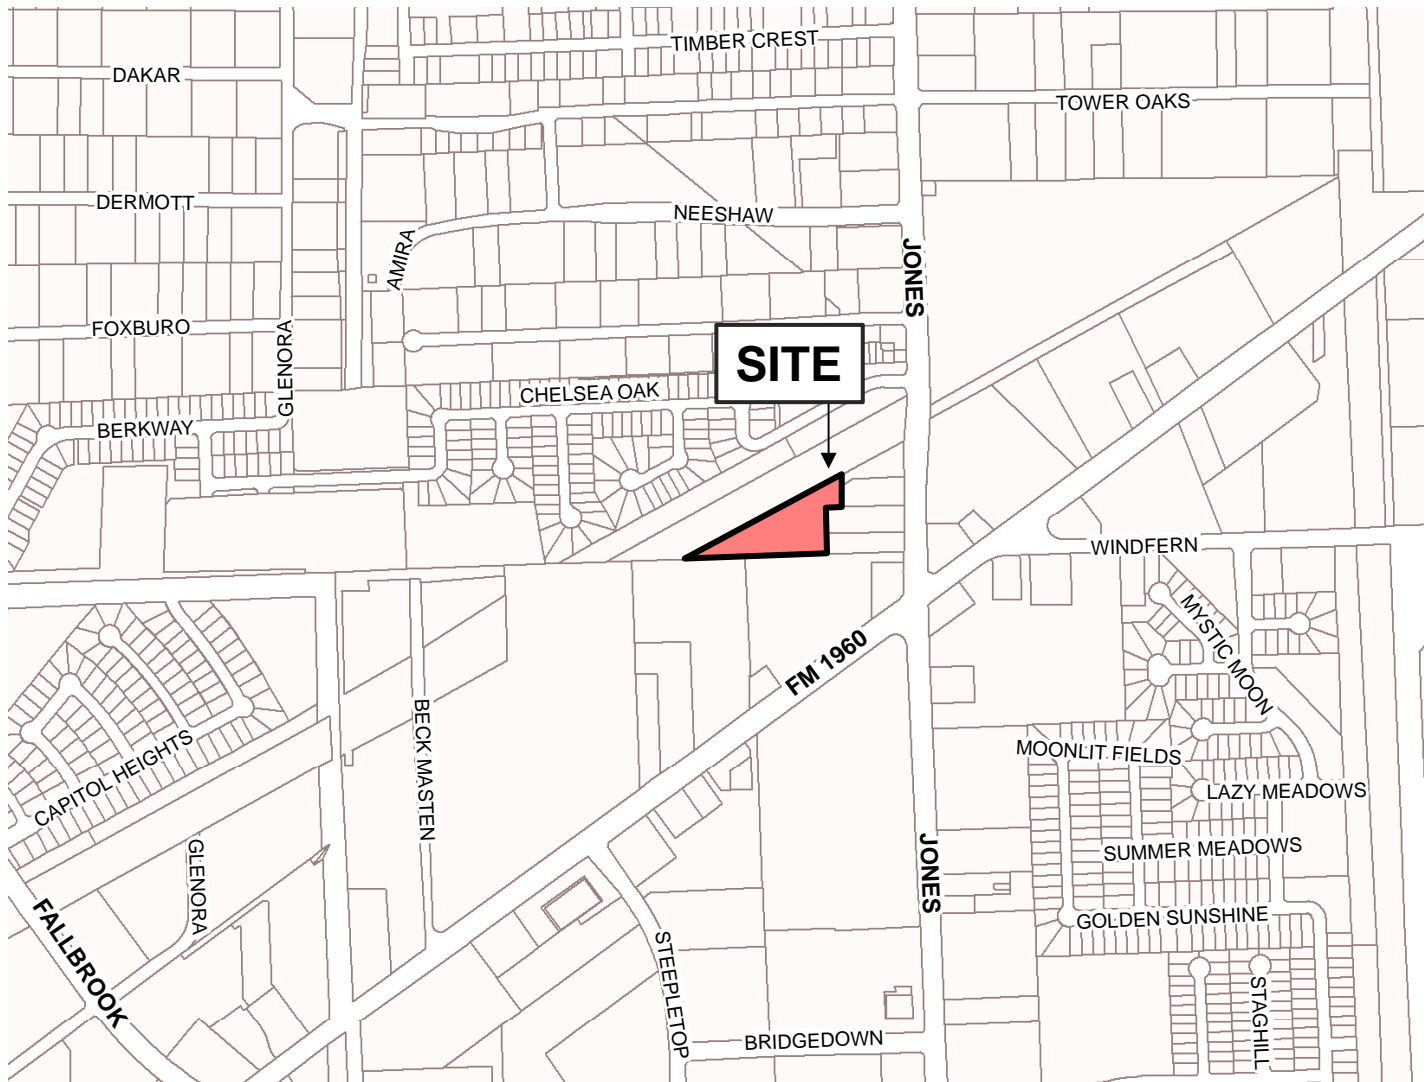 TIMBER CREST
DAKAR
TOWER OAKS
DERMOTT
NEESHAW
AMIRA
JONES
FOXBURO
GLENORA
SITE
CHELSEA OAK
BERKWAY
WINDFERN
MYSTIC MOON
FM 1960
BECK MASTEN
CAPITOL HEIGHTS
MOONLIT FIELDS
LAZY MEADOWS
GLENORA
JONES
SUMMER MEADOWS
GOLDEN SUNSHINE
FALLBROOK
STEEPLETOP
STAGHILL
BRIDGEDOWN